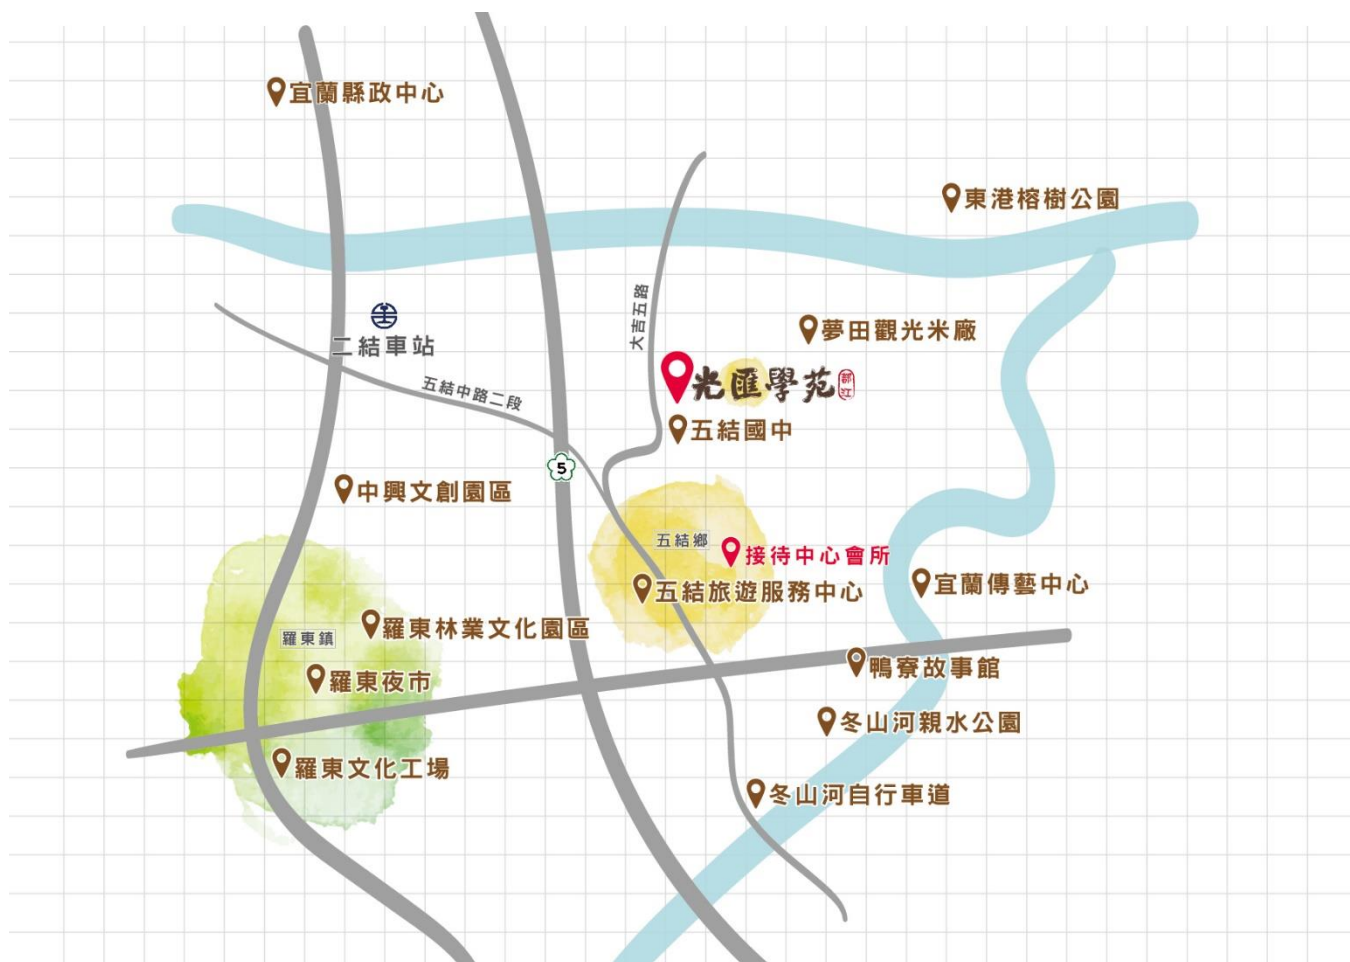 宜蘭縣政中心
東港榕樹公園
大吉五路
夢田觀光米廠
二結車站
五結中路二段
光匯學苑
都江
五結國中
5
中興文創園區
五結鄉
接待中心會所
五結旅遊服務中心
宜蘭傳藝中心
羅東林業文化園區
羅東鎮
鴨寮故事館
羅東夜市
冬山河親水公園
羅東文化工場
冬山河自行車道